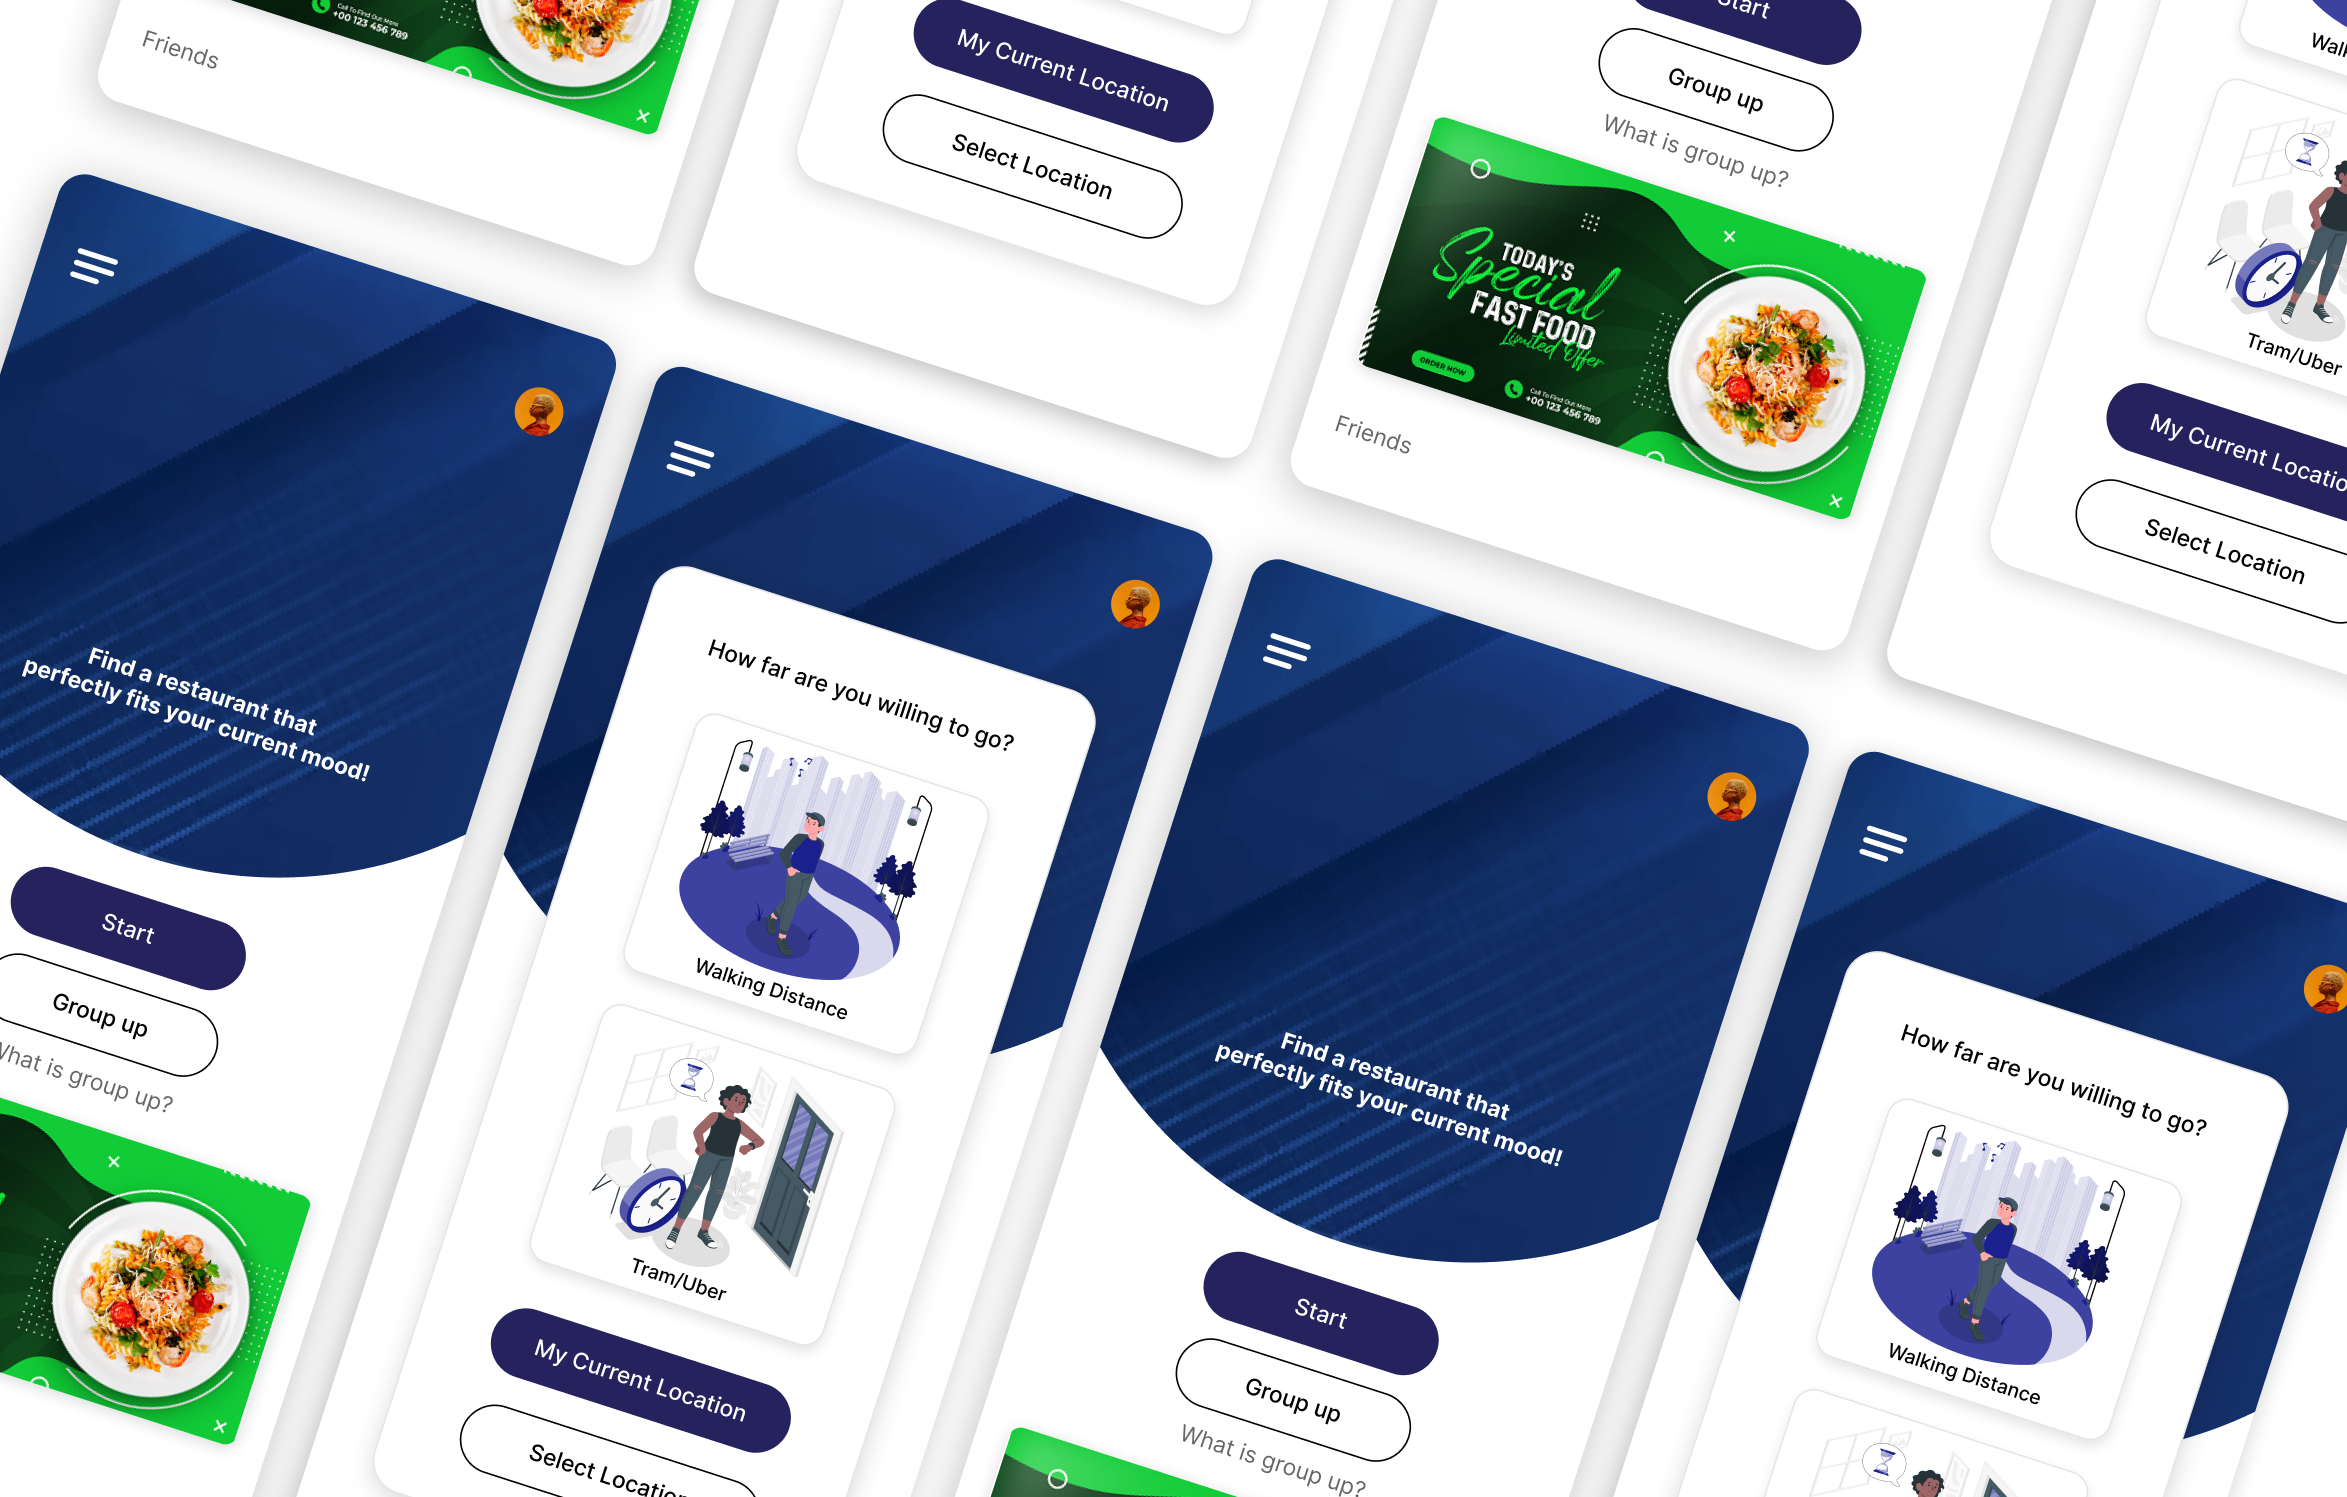 Call To Find Out More
+00 123 456 789
Friends
My Current Location
Select Location
Start
Group up
What is group up?
TODAY'S
Special
FAST FOOD
Limited Offer
ORDER NOW
Call To Find Out More
+00 123 456 789
Friends
Tram/Uber
My Current
Select Location
Find a restaurant that
perfectly fits your current mood!
Start
Group up
What is group up?
How far are you willing to go?
Walking Distance
Tram/Uber
My Current Location
Select
Find a restaurant that
perfectly fits your current mood!
Start
Group up
What is group up?
How far are you willing to go?
Walking Distance